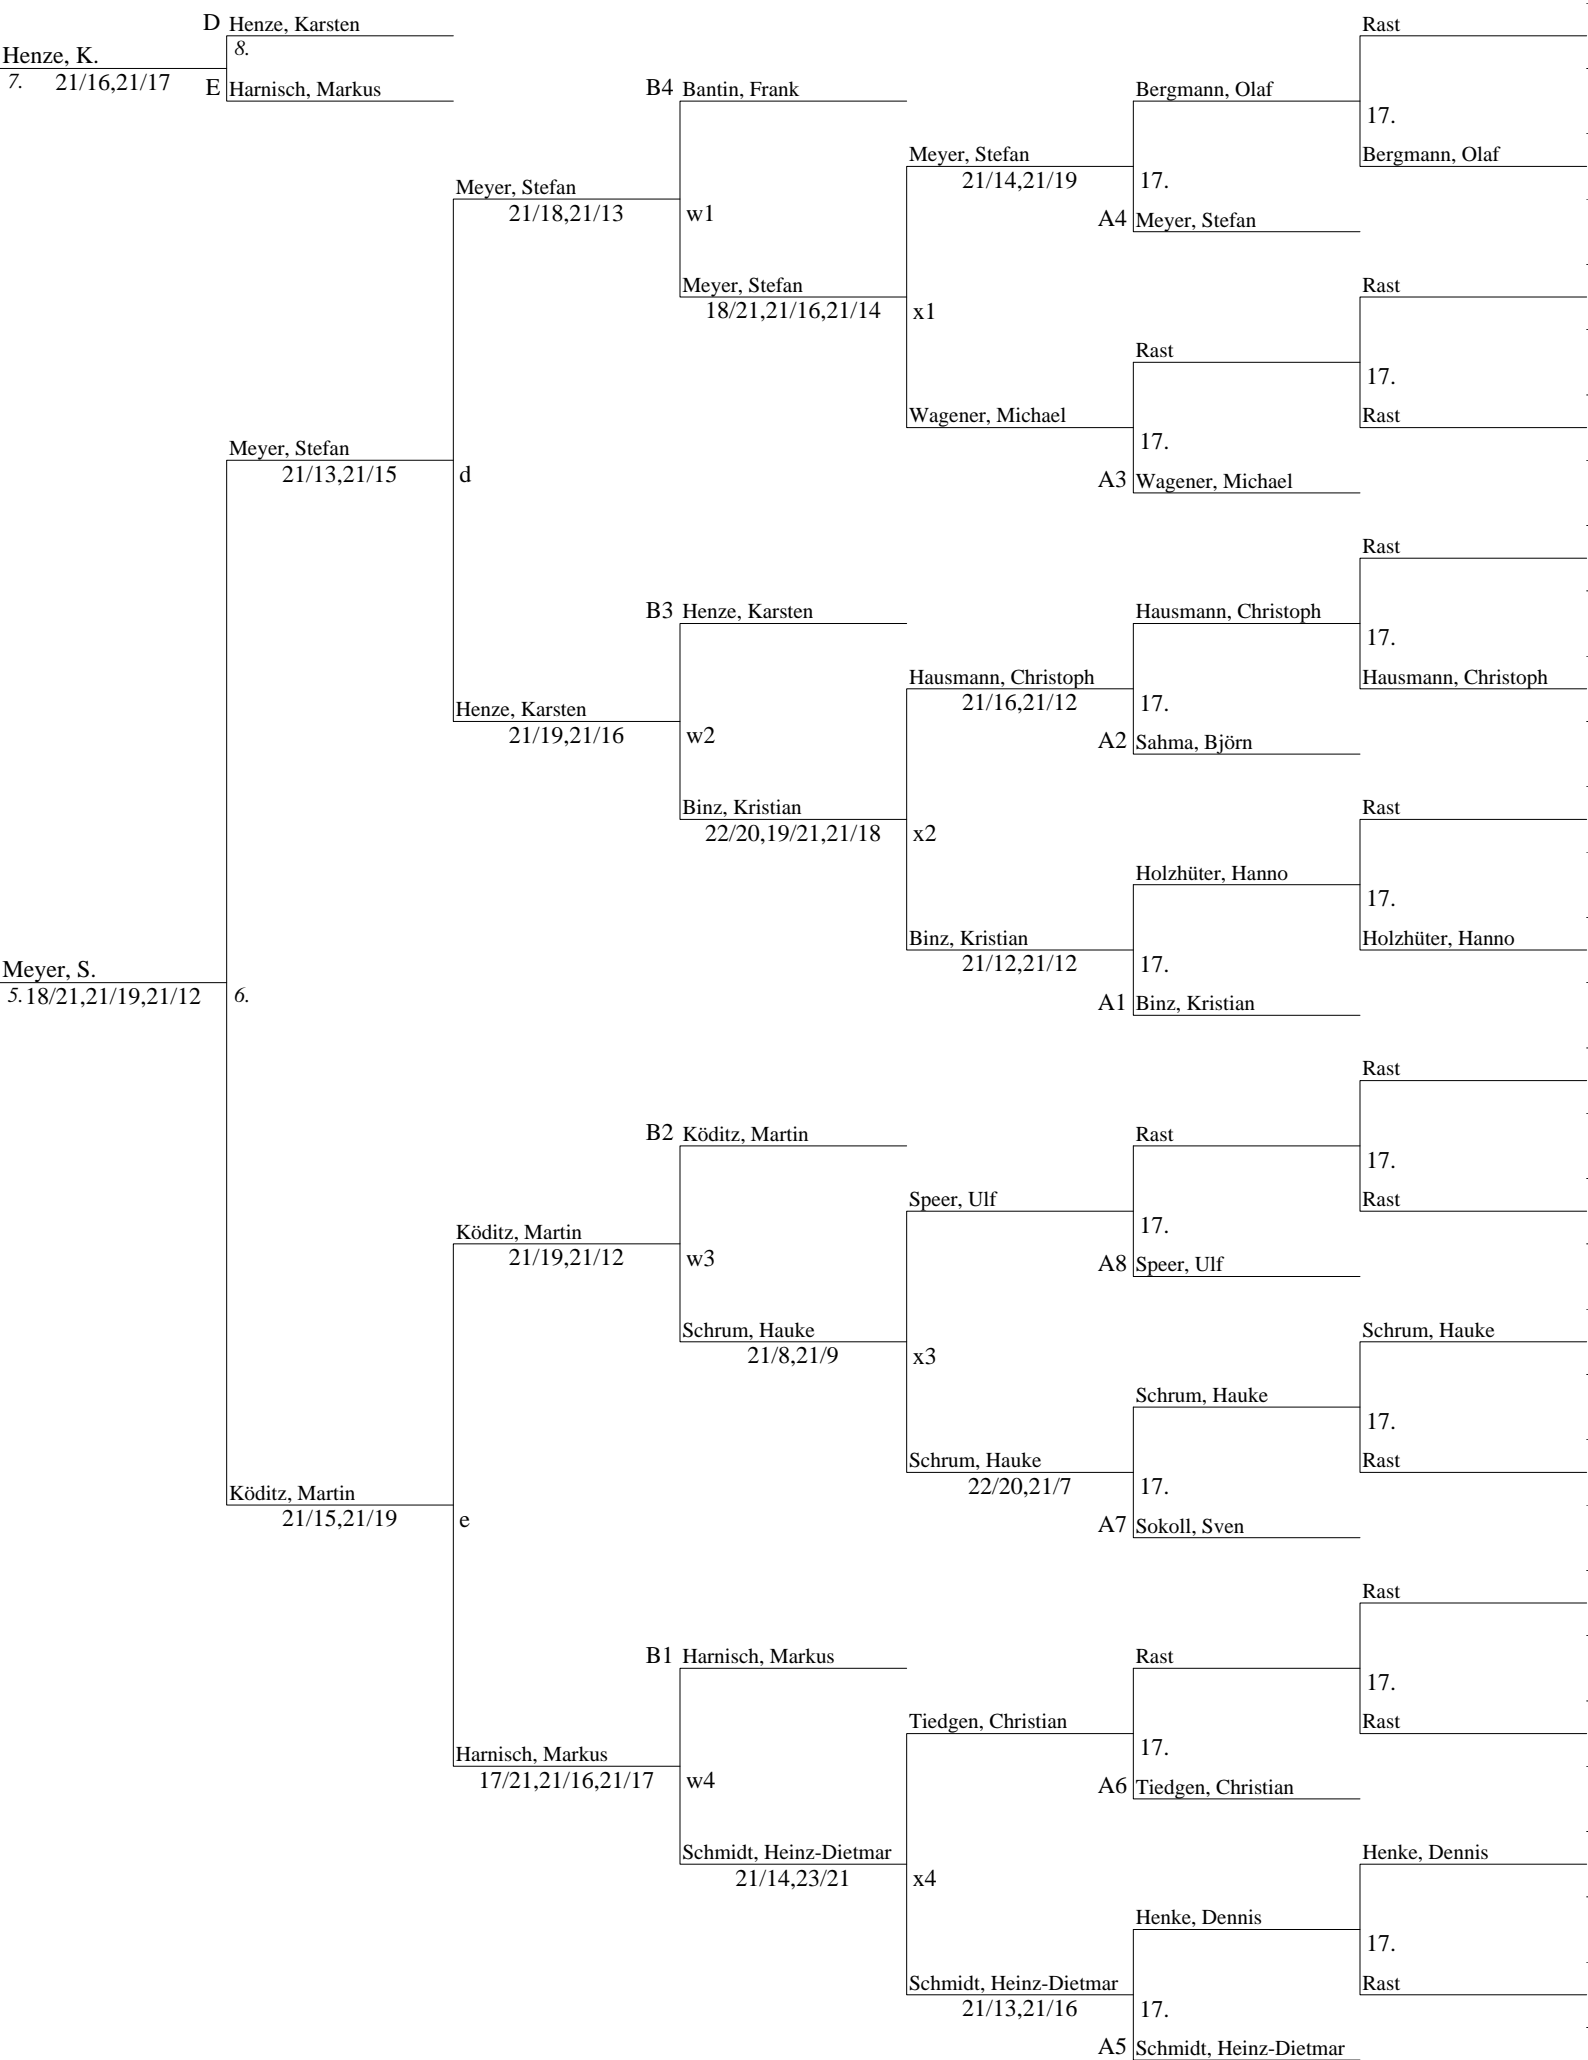 D Henze, Karsten
Rast
8.
Henze, K.
7. 21/16,21/17
E Harnisch, Markus
B4 Bantin, Frank
Bergmann, Olaf
17.
Meyer, Stefan
Bergmann, Olaf
21/14,21/19
17.
Meyer, Stefan
21/18,21/13
w1
A4 Meyer, Stefan
Meyer, Stefan
Rast
18/21,21/16,21/14
x1
Rast
17.
Wagener, Michael
Rast
17.
Meyer, Stefan
21/13,21/15
d
A3 Wagener, Michael
Rast
B3 Henze, Karsten
Hausmann, Christoph
17.
Hausmann, Christoph
Hausmann, Christoph
21/16,21/12
17.
Henze, Karsten
21/19,21/16
w2
A2 Sahma, Björn
Binz, Kristian
Rast
22/20,19/21,21/18
x2
Holzhüter, Hanno
17.
Binz, Kristian
Holzhüter, Hanno
21/12,21/12
17.
Meyer, S.
5. 18/21,21/19,21/12
6.
A1 Binz, Kristian
Rast
B2 Köditz, Martin
Rast
17.
Speer, Ulf
Rast
17.
Köditz, Martin
21/19,21/12
w3
A8 Speer, Ulf
Schrum, Hauke
Schrum, Hauke
21/8,21/9
x3
Schrum, Hauke
17.
Schrum, Hauke
Rast
22/20,21/7
17.
Köditz, Martin
21/15,21/19
e
A7 Sokoll, Sven
Rast
B1 Harnisch, Markus
Rast
17.
Tiedgen, Christian
Rast
17.
Harnisch, Markus
17/21,21/16,21/17
w4
A6 Tiedgen, Christian
Schmidt, Heinz-Dietmar
Henke, Dennis
21/14,23/21
x4
Henke, Dennis
17.
Schmidt, Heinz-Dietmar
Rast
21/13,21/16
17.
A5 Schmidt, Heinz-Dietmar